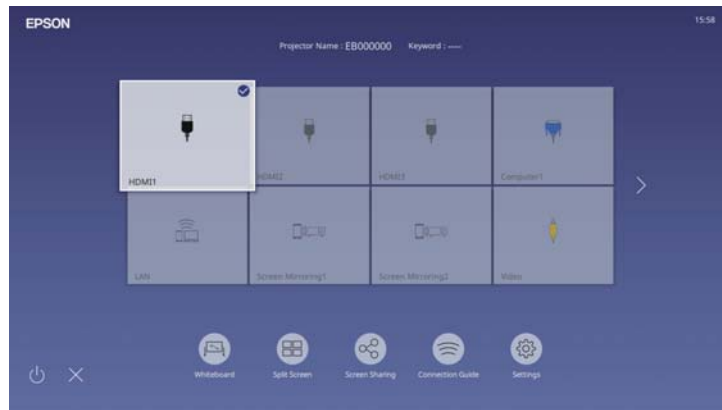 EPSON
15:58
Projector Name : EB000000 Keyword : ----
HDMI1
HDMI2
HDMI3
Computer1
LAN
Screen Mirroring1
Screen Mirroring2
Video
Whiteboard
Split Screen
Screen Sharing
Connection Guide
Settings